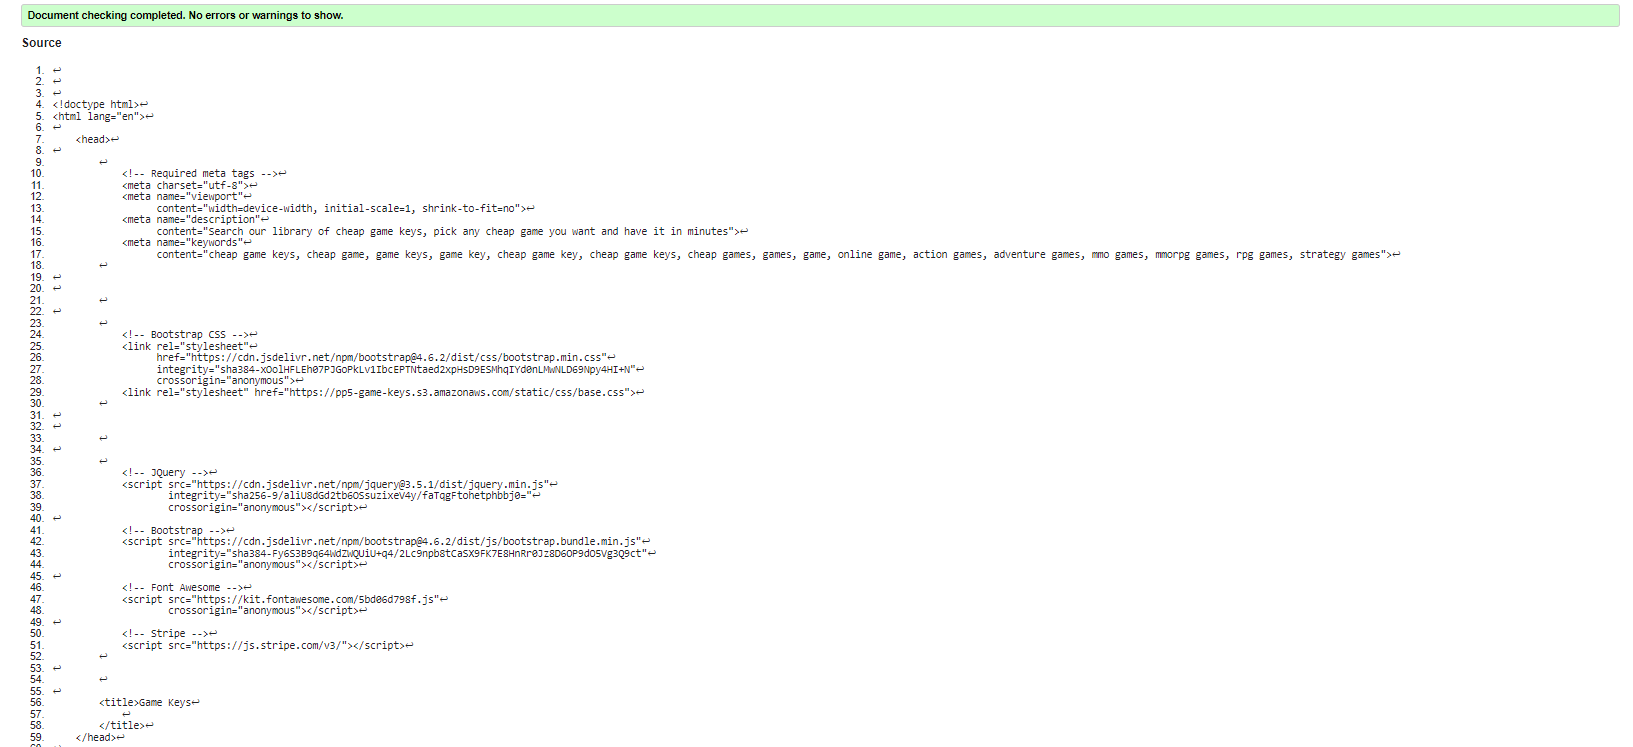 Document checking completed. No errors or warnings to show.
Source
1. ↩
2. ↩
3. ↩
4. <!doctype html>↩
5. <html lang="en">↩
6. ↩
7. <head>↩
8. ↩
9. ↩
10. <!-- Required meta tags -->↩
11. <meta charset="utf-8">↩
12. <meta name="viewport"↩
13. content="width=device-width, initial-scale=1, shrink-to-fit=no">↩
14. <meta name="description"↩
15. content="Search our library of cheap game keys, pick any cheap game you want and have it in minutes">↩
16. <meta name="keywords"↩
17. content="cheap game keys, cheap game, game keys, game key, cheap game key, cheap game keys, cheap games, games, game, online game, action games, adventure games, mmo games, mmorpg games, rpg games, strategy games">↩
18. ↩
19. ↩
20. ↩
21. ↩
22. ↩
23. ↩
24. <!-- Bootstrap CSS -->↩
25. <link rel="stylesheet"↩
26. href="https://cdn.jsdelivr.net/npm/bootstrap@4.6.2/dist/css/bootstrap.min.css"↩
27. integrity="sha384-xOolHFLEh07PJGoPkLv1IbcEPTNtaed2xpHsD9ESMhqIYd0nLMwNLD69Npy4HI+N"↩
28. crossorigin="anonymous">↩
29. <link rel="stylesheet" href="https://pp5-game-keys.s3.amazonaws.com/static/css/base.css">↩
30. ↩
31. ↩
32. ↩
33. ↩
34. ↩
35. ↩
36. <!-- JQuery -->↩
37. <script src="https://cdn.jsdelivr.net/npm/jquery@3.5.1/dist/jquery.min.js"↩
38. integrity="sha256-9/aliU8dGd2tb6OSsuzixeV4y/faTqgFtohetphbbj0="↩
39. crossorigin="anonymous"></script>↩
40. ↩
41. <!-- Bootstrap -->↩
42. <script src="https://cdn.jsdelivr.net/npm/bootstrap@4.6.2/dist/js/bootstrap.bundle.min.js"↩
43. integrity="sha384-Fy6S3B9q64WdZWQUiU+q4/2Lc9npb8tCaSX9FK7E8HnRr0Jz8D6OP9dO5Vg3Q9ct"↩
44. crossorigin="anonymous"></script>↩
45. ↩
46. <!-- Font Awesome -->↩
47. <script src="https://kit.fontawesome.com/5bd06d798f.js"↩
48. crossorigin="anonymous"></script>↩
49. ↩
50. <!-- Stripe -->↩
51. <script src="https://js.stripe.com/v3/"></script>↩
52. ↩
53. ↩
54. ↩
55. ↩
56. <title>Game Keys↩
57. ↩
58. </title>↩
59. </head>↩